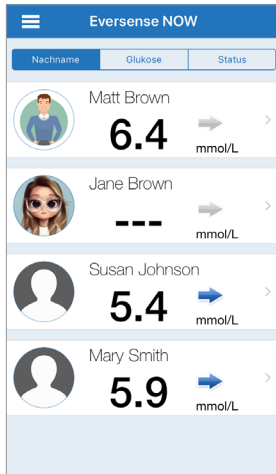 Eversense NOW
Nachname Glukose Status
Matt Brown
6.4
mmol/L
Jane Brown
---
mmol/L
Susan Johnson
5.4
mmol/L
Mary Smith
5.9
mmol/L